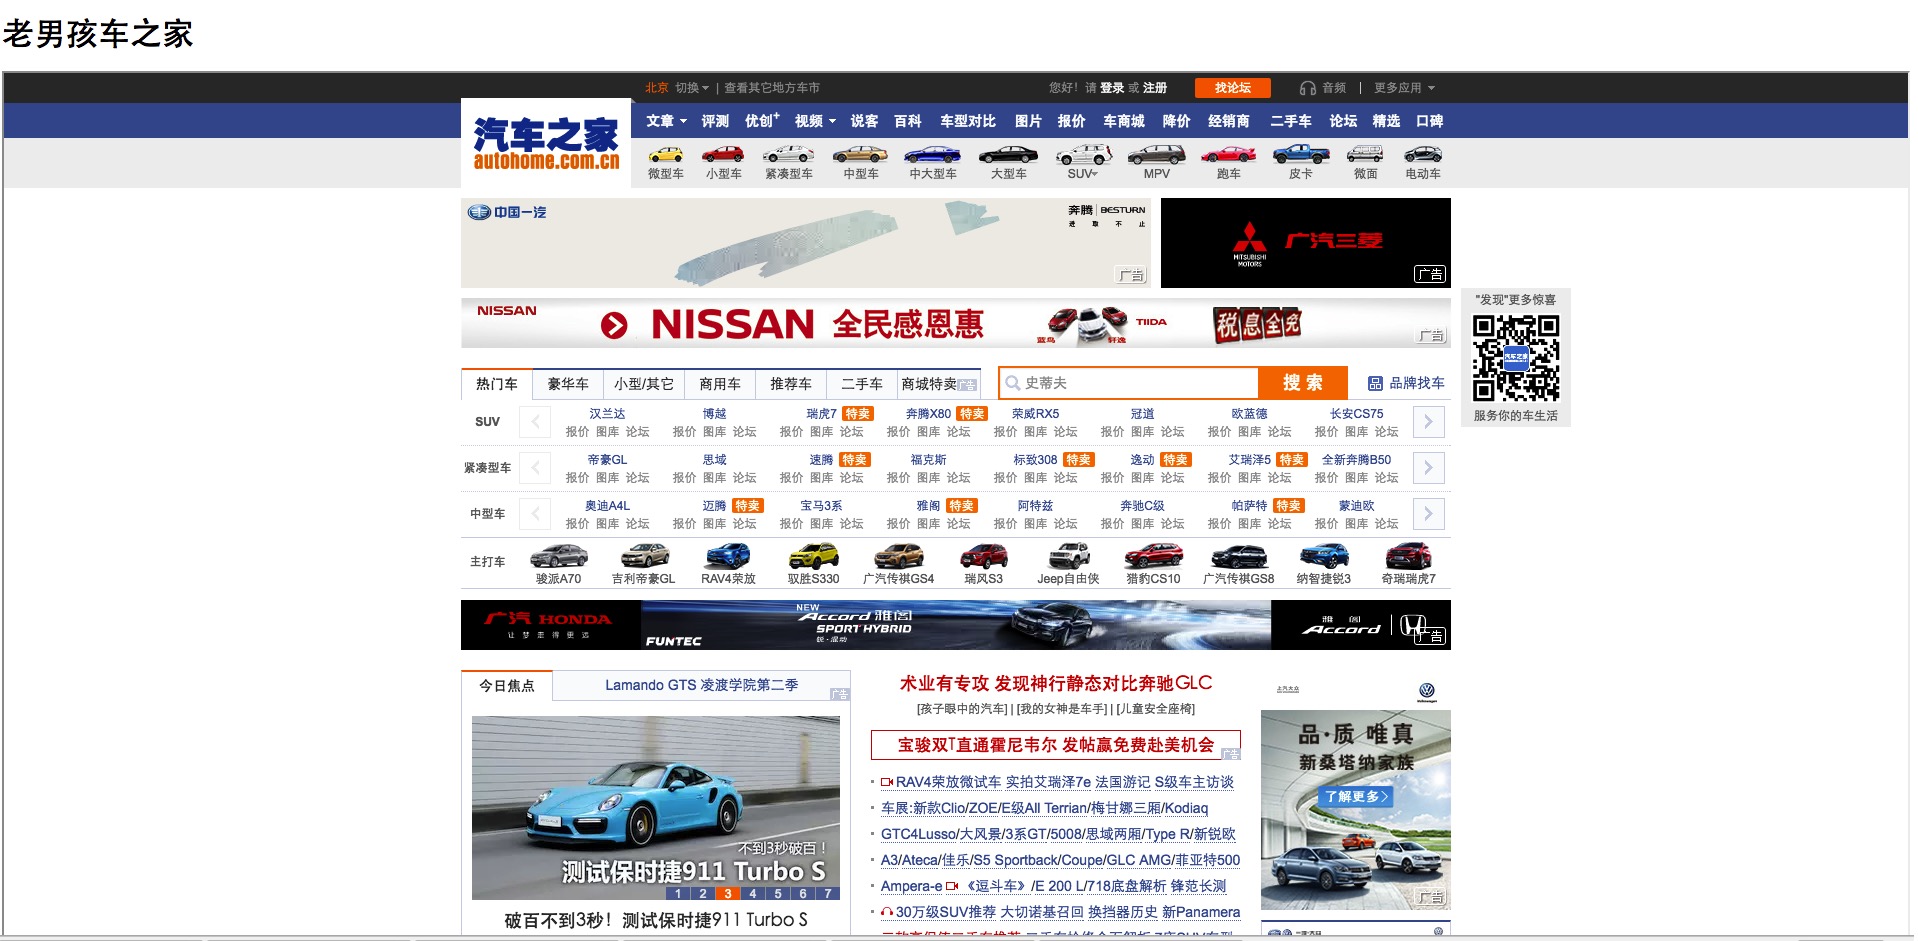 老男孩车之家
北京 切换 | 查看其它地方车市 您好！请 登录 或 注册 找论坛 音频 | 更多应用
汽车之家
autohome.com.cn
文章 评测 优创+ 视频 说客 百科 车型对比 图片 报价 车商城 降价 经销商 二手车 论坛 精选 口碑
微型车 小型车 紧凑型车 中型车 中大型车 大型车 SUV MPV 跑车 皮卡 微面 电动车
中国一汽
奔腾 BESTURN
进取不止
广告
MITSUBISHI MOTORS
广汽三菱
广告
NISSAN
NISSAN 全民感恩惠
蓝鸟 轩逸 TIIDA
税息全免
广告
"发现"更多惊喜
汽车之家
服务你的车生活
热门车 豪华车 小型/其它 商用车 推荐车 二手车 商城特卖 广告
史蒂夫 搜索 品牌找车
SUV 汉兰达 博越 瑞虎7 特卖 奔腾X80 特卖 荣威RX5 冠道 欧蓝德 长安CS75
报价 图库 论坛 报价 图库 论坛 报价 图库 论坛 报价 图库 论坛 报价 图库 论坛 报价 图库 论坛 报价 图库 论坛 报价 图库 论坛
紧凑型车 帝豪GL 思域 速腾 特卖 福克斯 标致308 特卖 逸动 特卖 艾瑞泽5 特卖 全新奔腾B50
报价 图库 论坛 报价 图库 论坛 报价 图库 论坛 报价 图库 论坛 报价 图库 论坛 报价 图库 论坛 报价 图库 论坛 报价 图库 论坛
中型车 奥迪A4L 迈腾 特卖 宝马3系 雅阁 特卖 阿特兹 奔驰C级 帕萨特 特卖 蒙迪欧
报价 图库 论坛 报价 图库 论坛 报价 图库 论坛 报价 图库 论坛 报价 图库 论坛 报价 图库 论坛 报价 图库 论坛 报价 图库 论坛
主打车 骏派A70 吉利帝豪GL RAV4荣放 驭胜S330 广汽传祺GS4 瑞风S3 Jeep自由侠 猎豹CS10 广汽传祺GS8 纳智捷锐3 奇瑞瑞虎7
广汽 HONDA
让梦走得更远
FUNTEC
NEW
Accord 雅阁
SPORT HYBRID
锐·混动
雅阁
Accord
广告
今日焦点 Lamando GTS 凌渡学院第二季 广告
不到3秒破百！
测试保时捷911 Turbo S
1 2 3 4 5 6 7
破百不到3秒！测试保时捷911 Turbo S
术业有专攻 发现神行静态对比奔驰GLC
[孩子眼中的汽车] | [我的女神是车手] | [儿童安全座椅]
宝骏双T直通霍尼韦尔 发帖赢免费赴美机会 广告
RAV4荣放微试车 实拍艾瑞泽7e 法国游记 S级车主访谈
车展:新款Clio/ZOE/E级All Terrian/梅甘娜三厢/Kodiaq
GTC4Lusso/大风景/3系GT/5008/思域两厢/Type R/新锐欧
A3/Ateca/佳乐/S5 Sportback/Coupe/GLC AMG/菲亚特500
Ampera-e 《逗斗车》/E 200 L/718底盘解析 锋范长测
30万级SUV推荐 大切诺基召回 换挡器历史 新Panamera
上汽大众
Volkswagen
品·质 唯真
新桑塔纳家族
了解更多>
广告